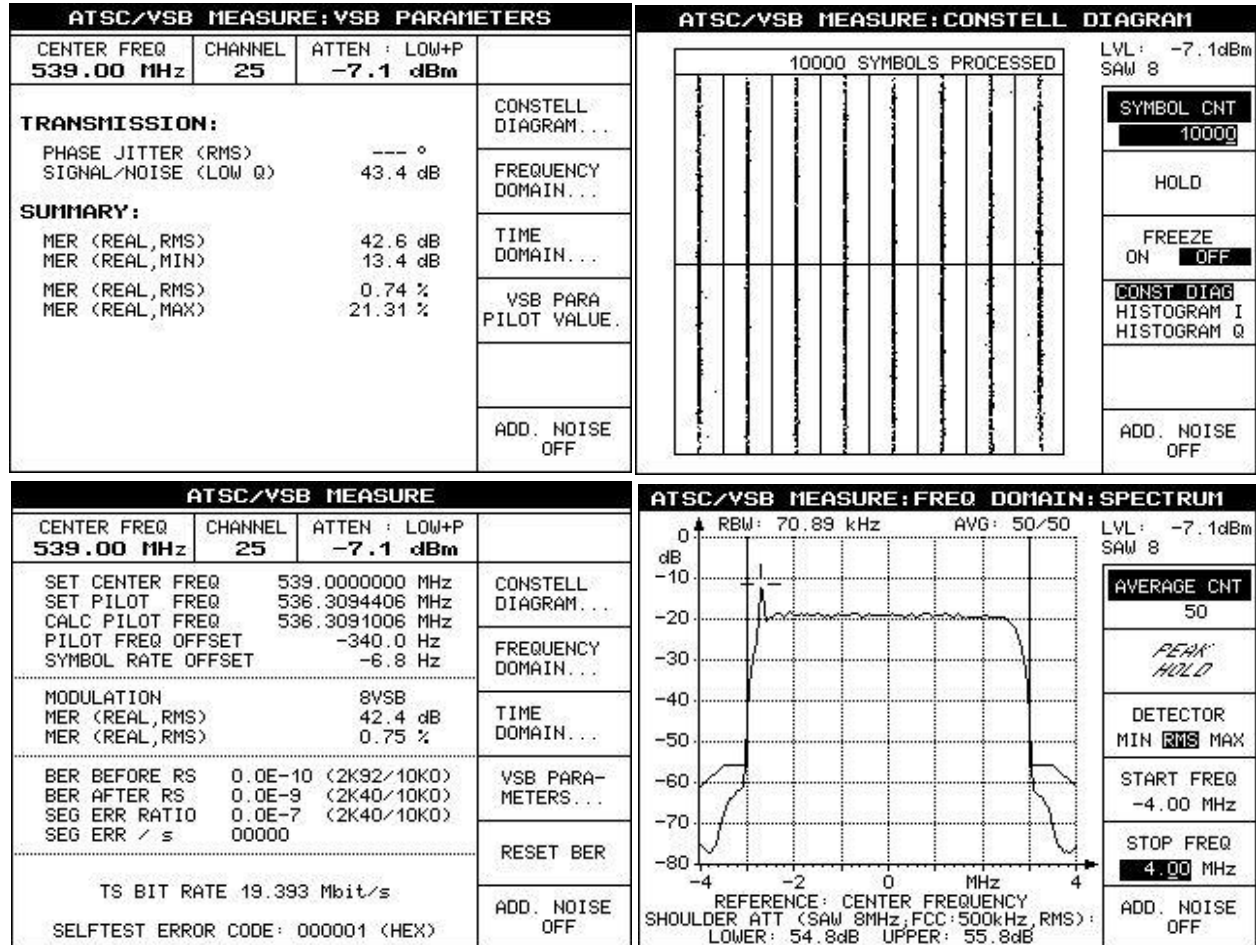 ATSC/VSB MEASURE:VSB PARAMETERS
CENTER FREQ CHANNEL ATTEN : LOW+P
539.00 MHz 25 -7.1 dBm
TRANSMISSION:
PHASE JITTER (RMS) --- °
SIGNAL/NOISE (LOW Q) 43.4 dB
SUMMARY:
MER (REAL,RMS) 42.6 dB
MER (REAL,MIN) 13.4 dB
MER (REAL,RMS) 0.74 %
MER (REAL,MAX) 21.31 %
CONSTELL
DIAGRAM...
FREQUENCY
DOMAIN...
TIME
DOMAIN...
VSB PARA
PILOT VALUE.
ADD. NOISE
OFF
ATSC/VSB MEASURE:CONSTELL DIAGRAM
10000 SYMBOLS PROCESSED
LVL: -7.1dBm
SAW 8
SYMBOL CNT
10000
HOLD
FREEZE
ON OFF
CONST DIAG
HISTOGRAM I
HISTOGRAM Q
ADD. NOISE
OFF
ATSC/VSB MEASURE
CENTER FREQ CHANNEL ATTEN : LOW+P
539.00 MHz 25 -7.1 dBm
SET CENTER FREQ 539.0000000 MHz
SET PILOT FREQ 536.3094406 MHz
CALC PILOT FREQ 536.3091006 MHz
PILOT FREQ OFFSET -340.0 Hz
SYMBOL RATE OFFSET -6.8 Hz
MODULATION 8VSB
MER (REAL,RMS) 42.4 dB
MER (REAL,RMS) 0.75 %
BER BEFORE RS 0.0E-10 (2K92/10K0)
BER AFTER RS 0.0E-9 (2K40/10K0)
SEG ERR RATIO 0.0E-7 (2K40/10K0)
SEG ERR / s 00000
TS BIT RATE 19.393 Mbit/s
SELFTEST ERROR CODE: 000001 (HEX)
CONSTELL
DIAGRAM...
FREQUENCY
DOMAIN...
TIME
DOMAIN...
VSB PARA-
METERS...
RESET BER
ADD. NOISE
OFF
ATSC/VSB MEASURE:FREQ DOMAIN:SPECTRUM
RBW: 70.89 kHz AVG: 50/50
0
dB
-10
-20
-30
-40
-50
-60
-70
-80
-4 -2 0 MHz 4
REFERENCE: CENTER FREQUENCY
SHOULDER ATT (SAW 8MHz;FCC:500kHz,RMS):
LOWER: 54.8dB UPPER: 55.8dB
LVL: -7.1dBm
SAW 8
AVERAGE CNT
50
PEAK
HOLD
DETECTOR
MIN RMS MAX
START FREQ
-4.00 MHz
STOP FREQ
4.00 MHz
ADD. NOISE
OFF